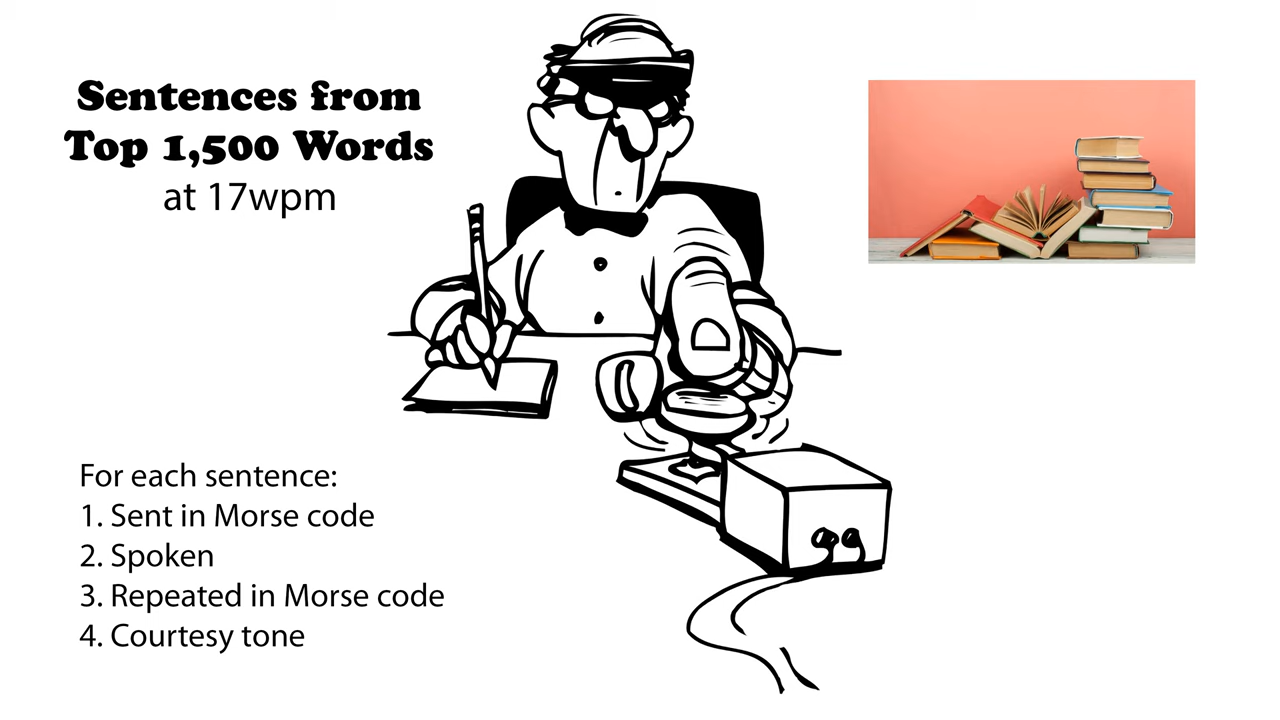 Sentences from
Top 1,500 Words
at 17wpm
For each sentence:
1. Sent in Morse code
2. Spoken
3. Repeated in Morse code
4. Courtesy tone